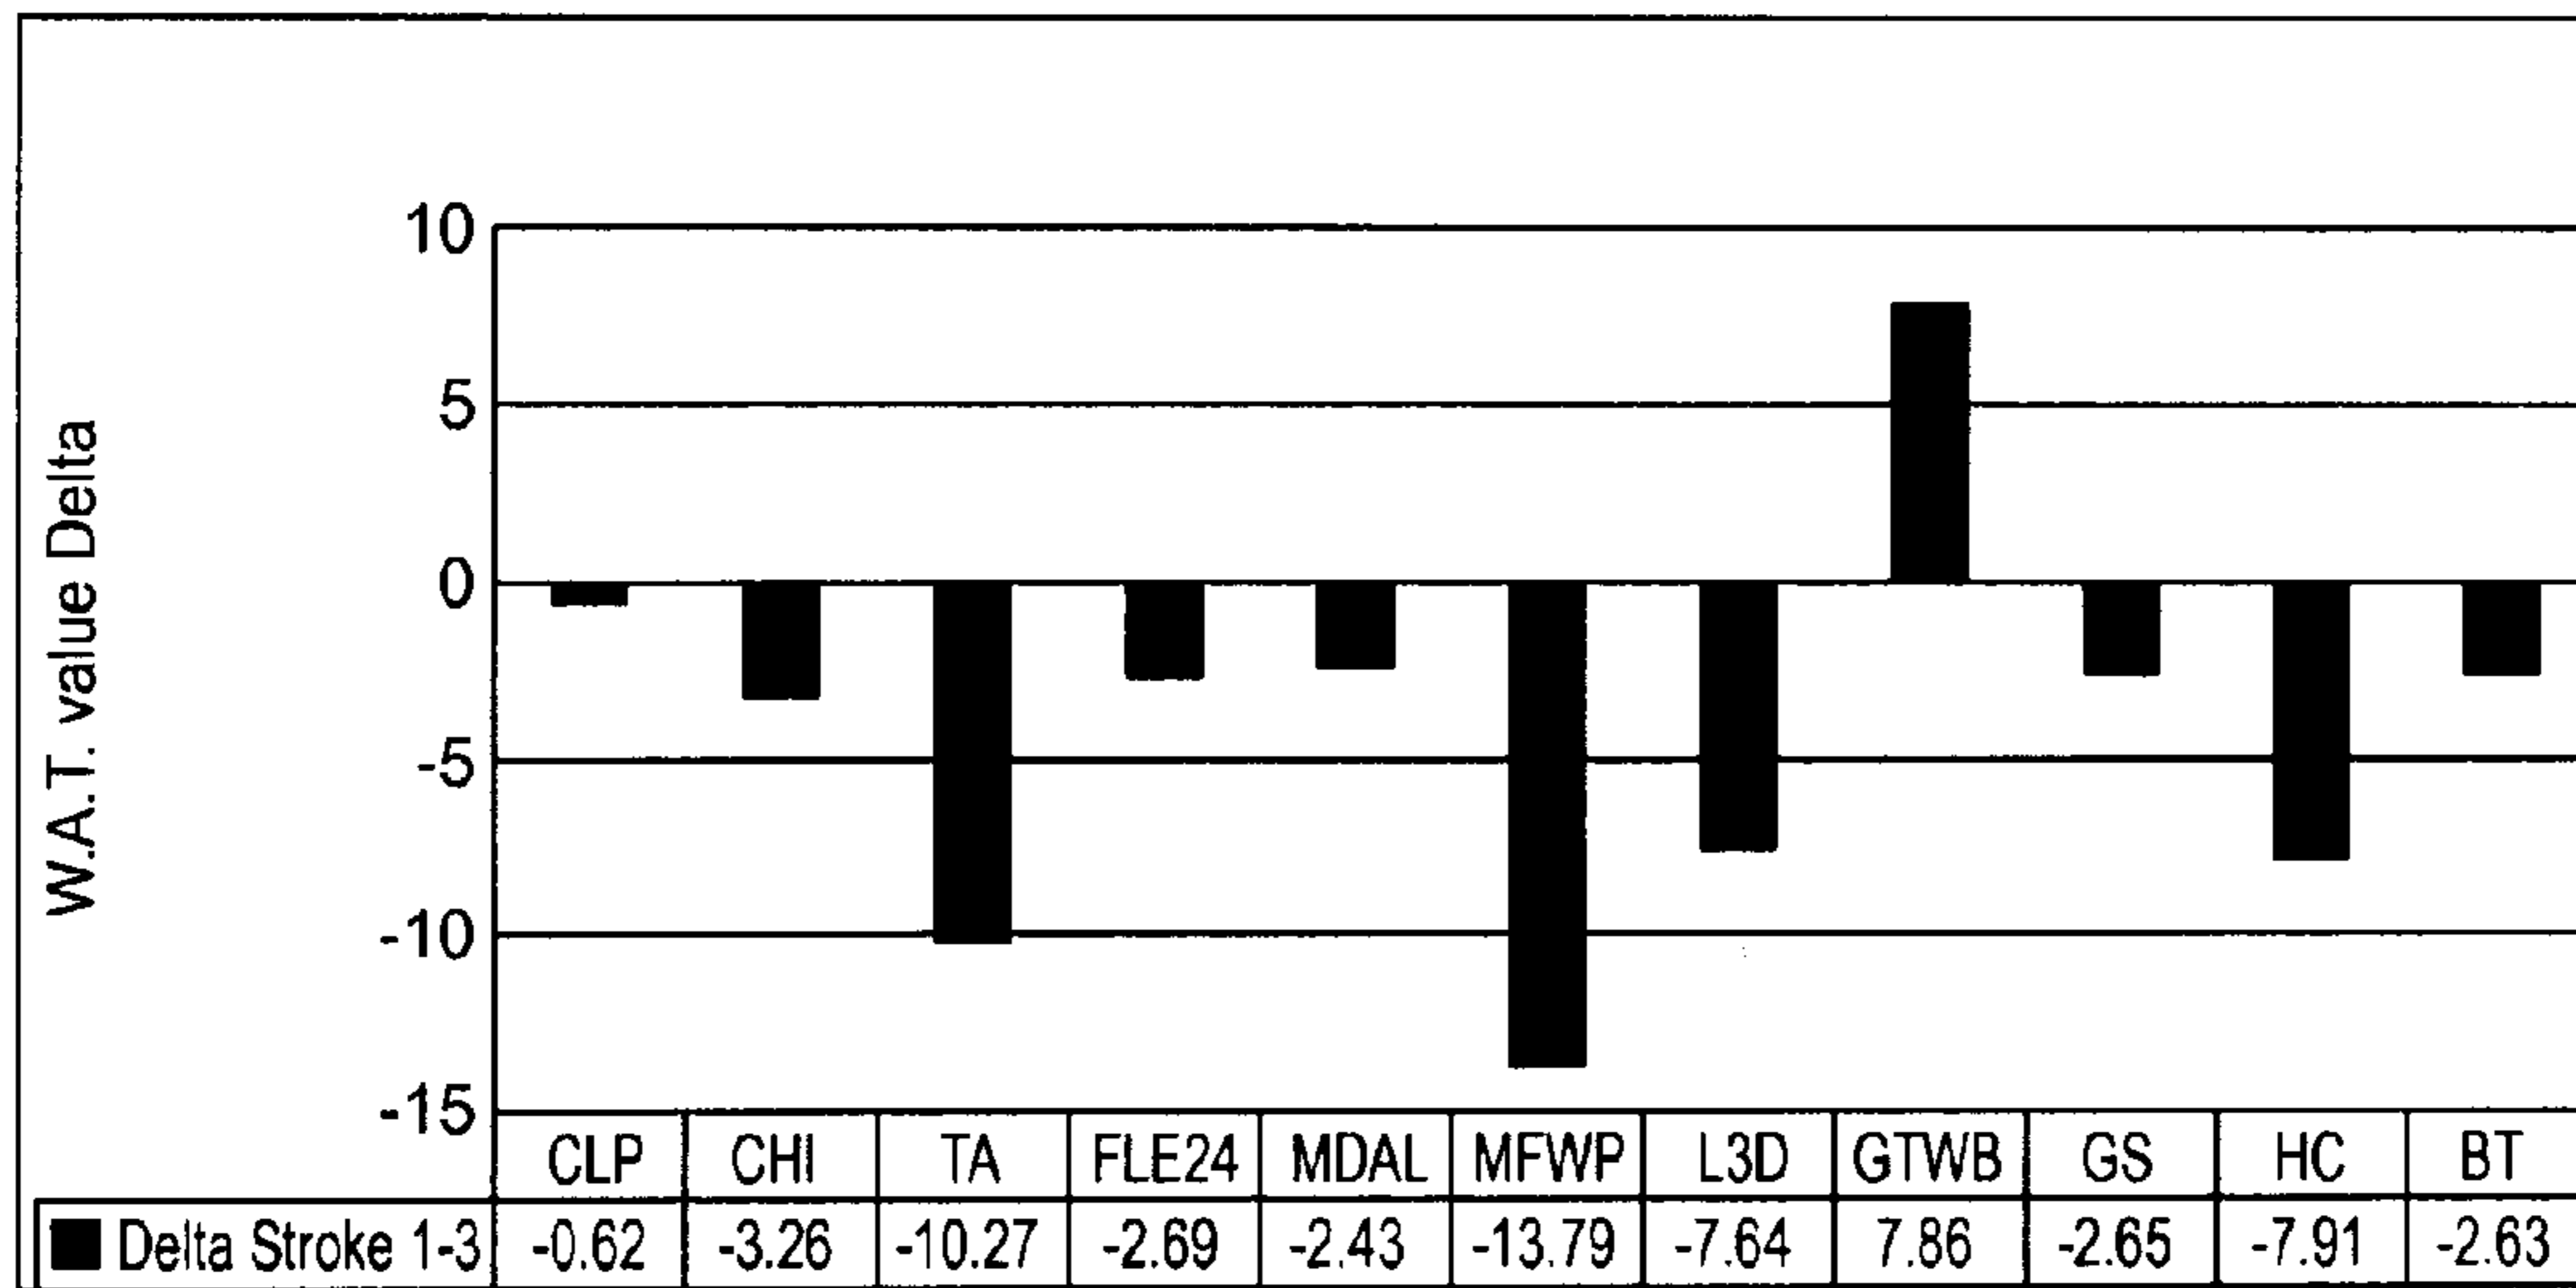 W.A.T. value Delta
10
5
0
-5
-10
-15
CLP CHI TA FLE24 MDAL MFWP L3D GTWB GS HC BT
Delta Stroke 1-3 -0.62 -3.26 -10.27 -2.69 -2.43 -13.79 -7.64 7.86 -2.65 -7.91 -2.63